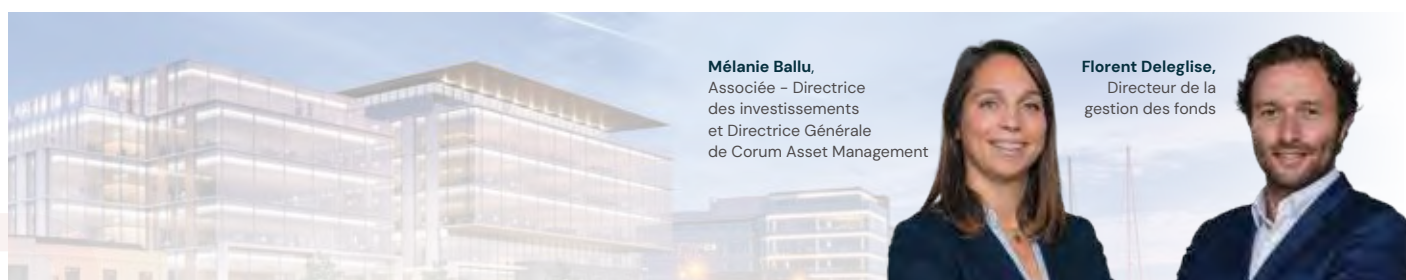 Mélanie Ballu,
Associée - Directrice
des investissements
et Directrice Générale
de Corum Asset Management
Florent Deleglise,
Directeur de la
gestion des fonds